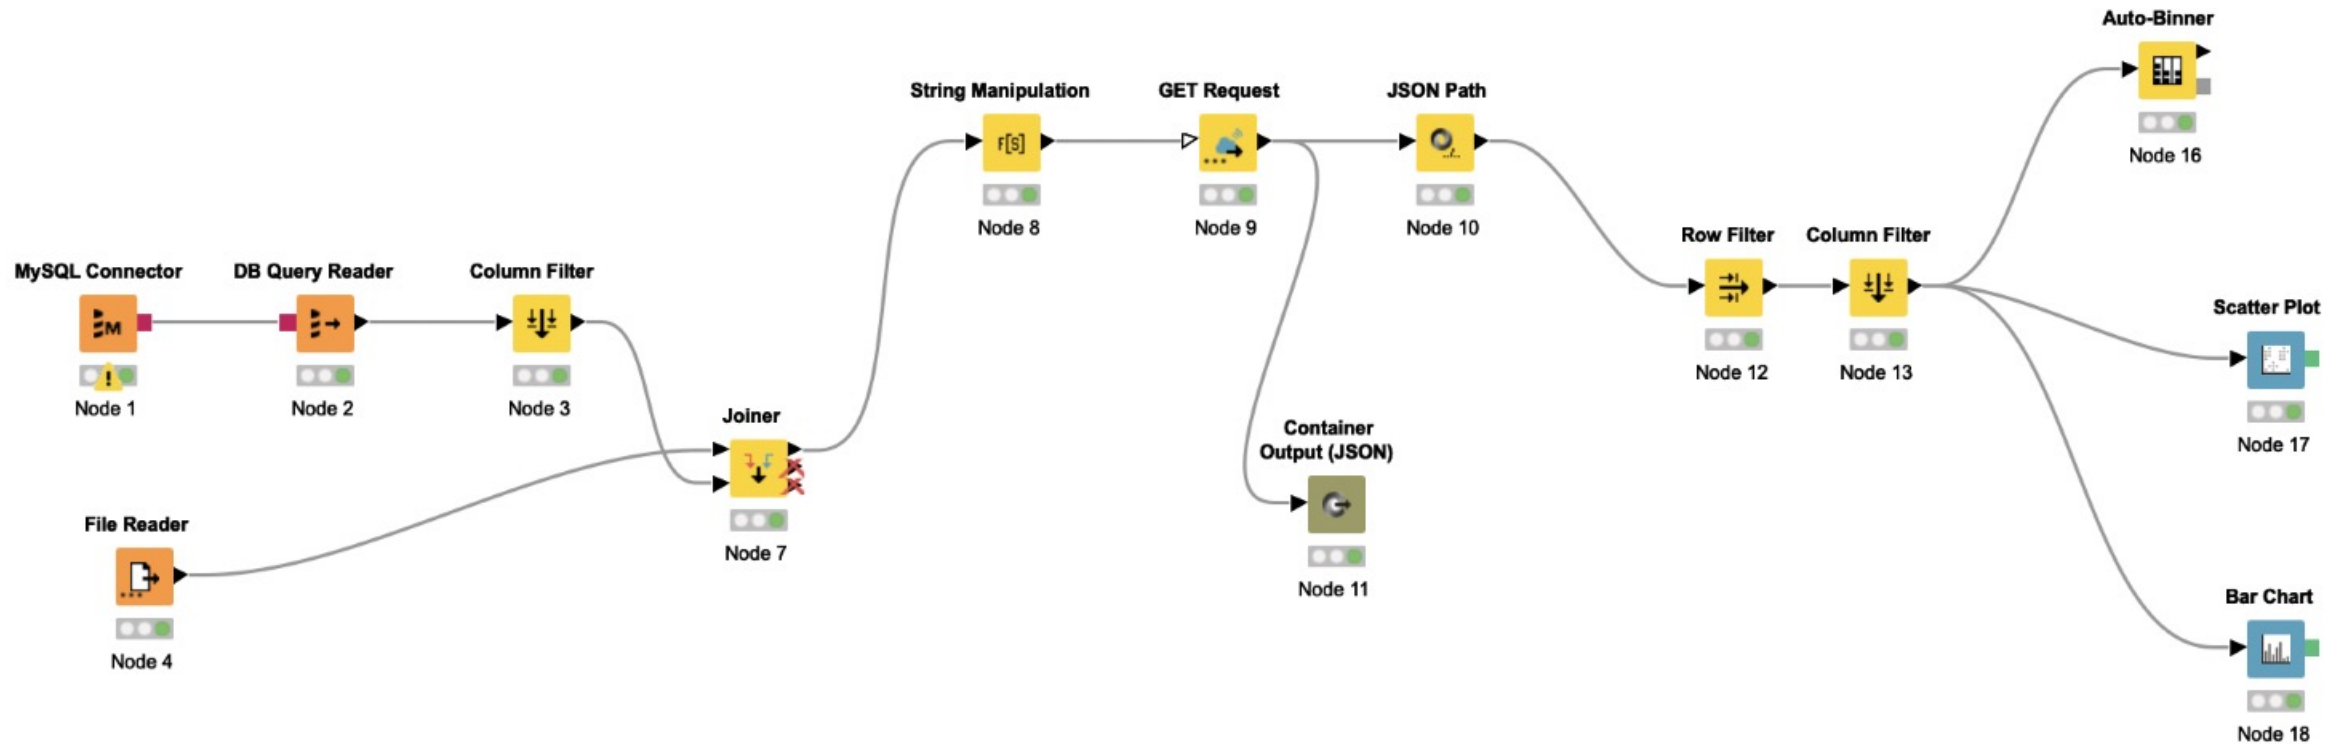 Auto-Binner
Node 16
String Manipulation
F[S]
Node 8
GET Request
Node 9
JSON Path
Node 10
Row Filter
Node 12
Column Filter
Node 13
MySQL Connector
M
Node 1
DB Query Reader
Node 2
Column Filter
Node 3
Scatter Plot
Node 17
Joiner
Node 7
Container
Output (JSON)
Node 11
File Reader
Node 4
Bar Chart
Node 18